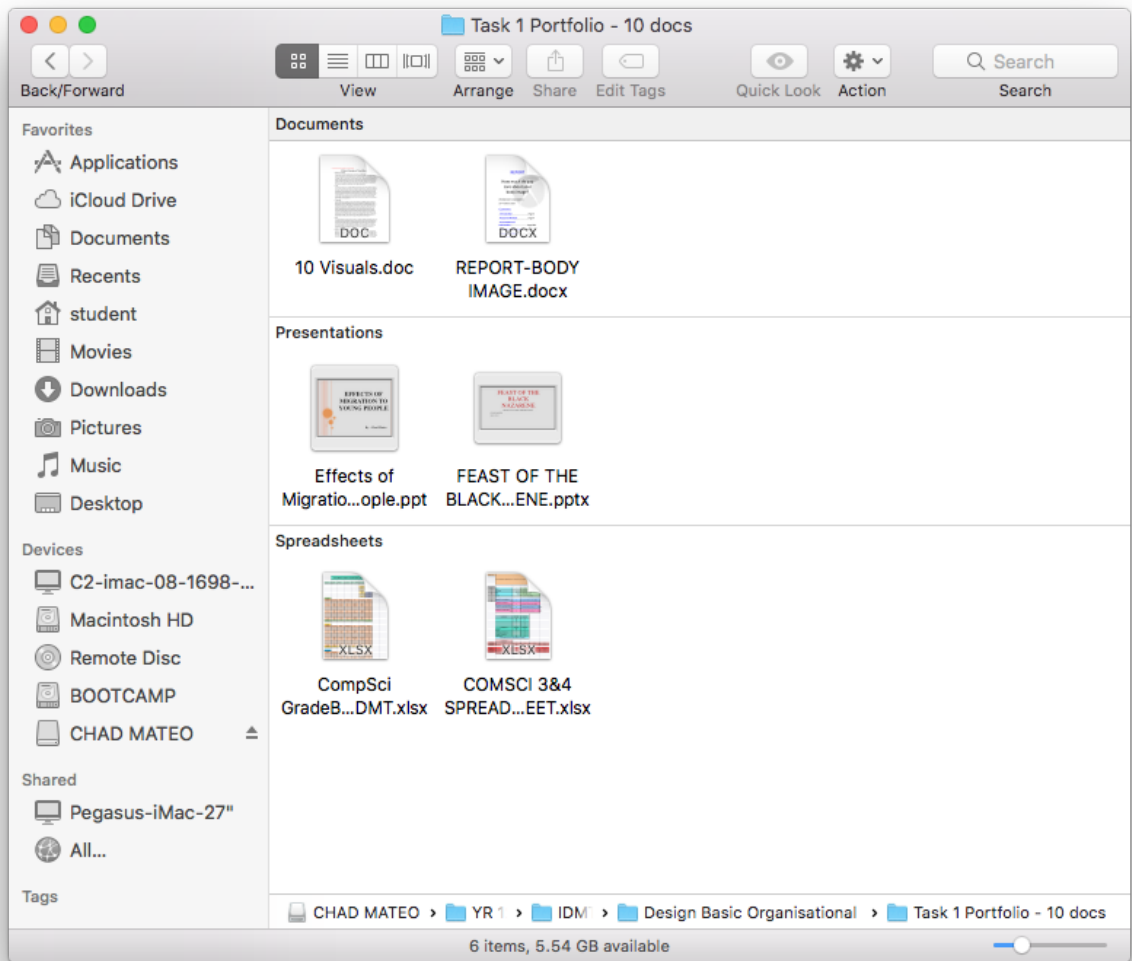 Task 1 Portfolio - 10 docs
Back/Forward
View
Arrange
Share
Edit Tags
Quick Look
Action
Search
Search
Favorites
Applications
iCloud Drive
Documents
Recents
student
Movies
Downloads
Pictures
Music
Desktop
Devices
C2-imac-08-1698-...
Macintosh HD
Remote Disc
BOOTCAMP
CHAD MATEO
Shared
Pegasus-iMac-27"
All...
Tags
Documents
DOC
DOCX
10 Visuals.doc
REPORT-BODY
IMAGE.docx
Presentations
EFFECTS OF
MIGRATION TO
YOUNG PEOPLE
FEAST OF THE
BLACK
NAZARENE
Effects of
Migratio...ople.ppt
FEAST OF THE
BLACK...ENE.pptx
Spreadsheets
XLSX
XLSX
CompSci
GradeB...DMT.xlsx
COMSCI 3&4
SPREAD...EET.xlsx
CHAD MATEO › YR 1 › IDM › Design Basic Organisational › Task 1 Portfolio - 10 docs
6 items, 5.54 GB available